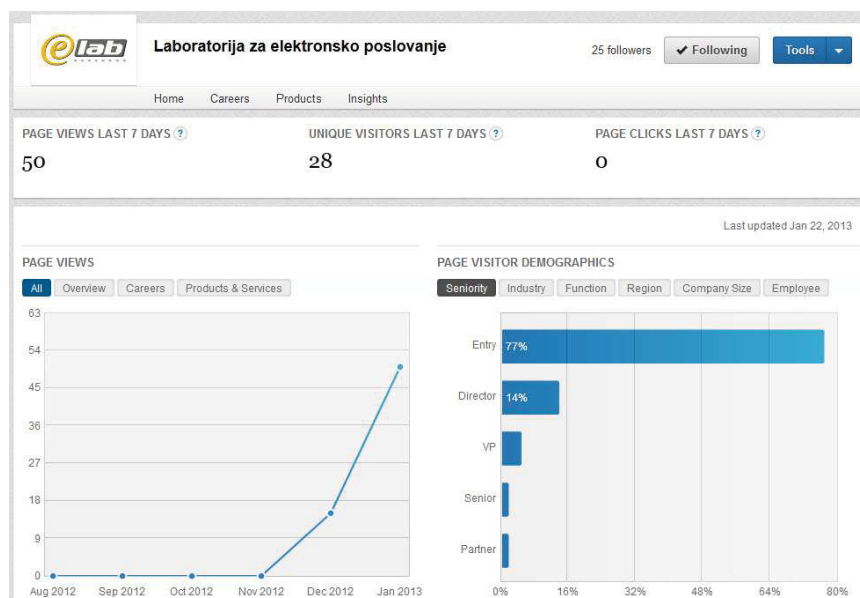 elab
Laboratorija za elektronsko poslovanje
25 followers
✔ Following
Tools
Home Careers Products Insights
PAGE VIEWS LAST 7 DAYS ?
UNIQUE VISITORS LAST 7 DAYS ?
PAGE CLICKS LAST 7 DAYS ?
50
28
0
Last updated Jan 22, 2013
PAGE VIEWS
All Overview Careers Products & Services
63
54
45
36
27
18
9
0
Aug 2012 Sep 2012 Oct 2012 Nov 2012 Dec 2012 Jan 2013
PAGE VISITOR DEMOGRAPHICS
Seniority Industry Function Region Company Size Employee
Entry 77%
Director 14%
VP
Senior
Partner
0% 16% 32% 48% 64% 80%